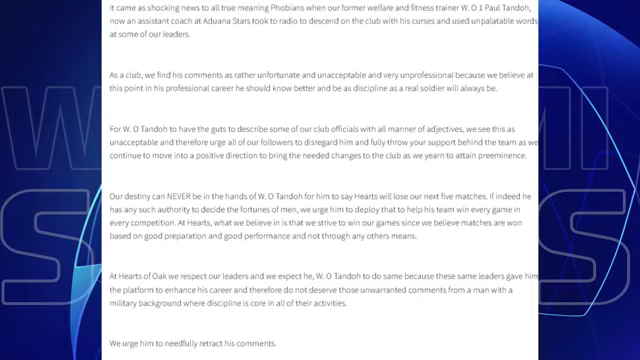 It came as shocking news to all true meaning Phobians when our former welfare and fitness trainer W. O 1 Paul Tandoh,
now an assistant coach at Aduana Stars took to radio to descend on the club with his curses and used unpalatable words
at some of our leaders.
As a club, we find his comments as rather unfortunate and unacceptable and very unprofessional because we believe at
this point in his professional career he should know better and be as discipline as a real soldier will always be.
For W. O Tandoh to have the guts to describe some of our club officials with all manner of adjectives, we see this as
unacceptable and therefore urge all of our followers to disregard him and fully throw your support behind the team as we
continue to move into a positive direction to bring the needed changes to the club as we yearn to attain preeminence.
Our destiny can NEVER be in the hands of W. O Tandoh for him to say Hearts will lose our next five matches. If indeed he
has any such authority to decide the fortunes of men, we urge him to deploy that to help his team win every game in
every competition. At Hearts, what we believe in is that we strive to win our games since we believe matches are won
based on good preparation and good performance and not through any others means.
At Hearts of Oak we respect our leaders and we expect he, W. O Tandoh to do same because these same leaders gave him
the platform to enhance his career and therefore do not deserve those unwarranted comments from a man with a
military background where discipline is core in all of their activities.
We urge him to needfully retract his comments.